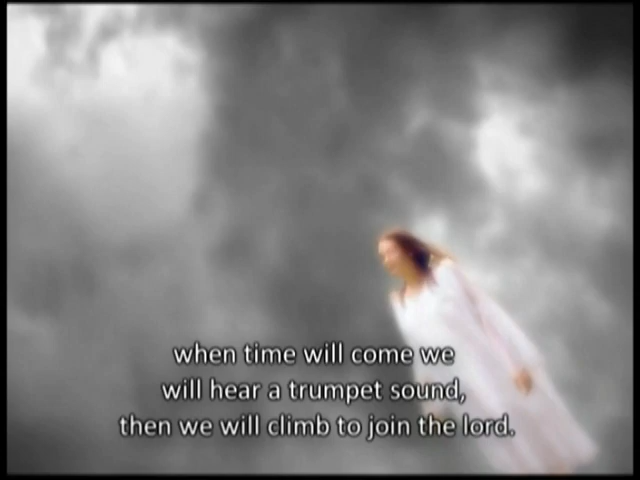 when time will come we
will hear a trumpet sound,
then we will climb to join the lord.